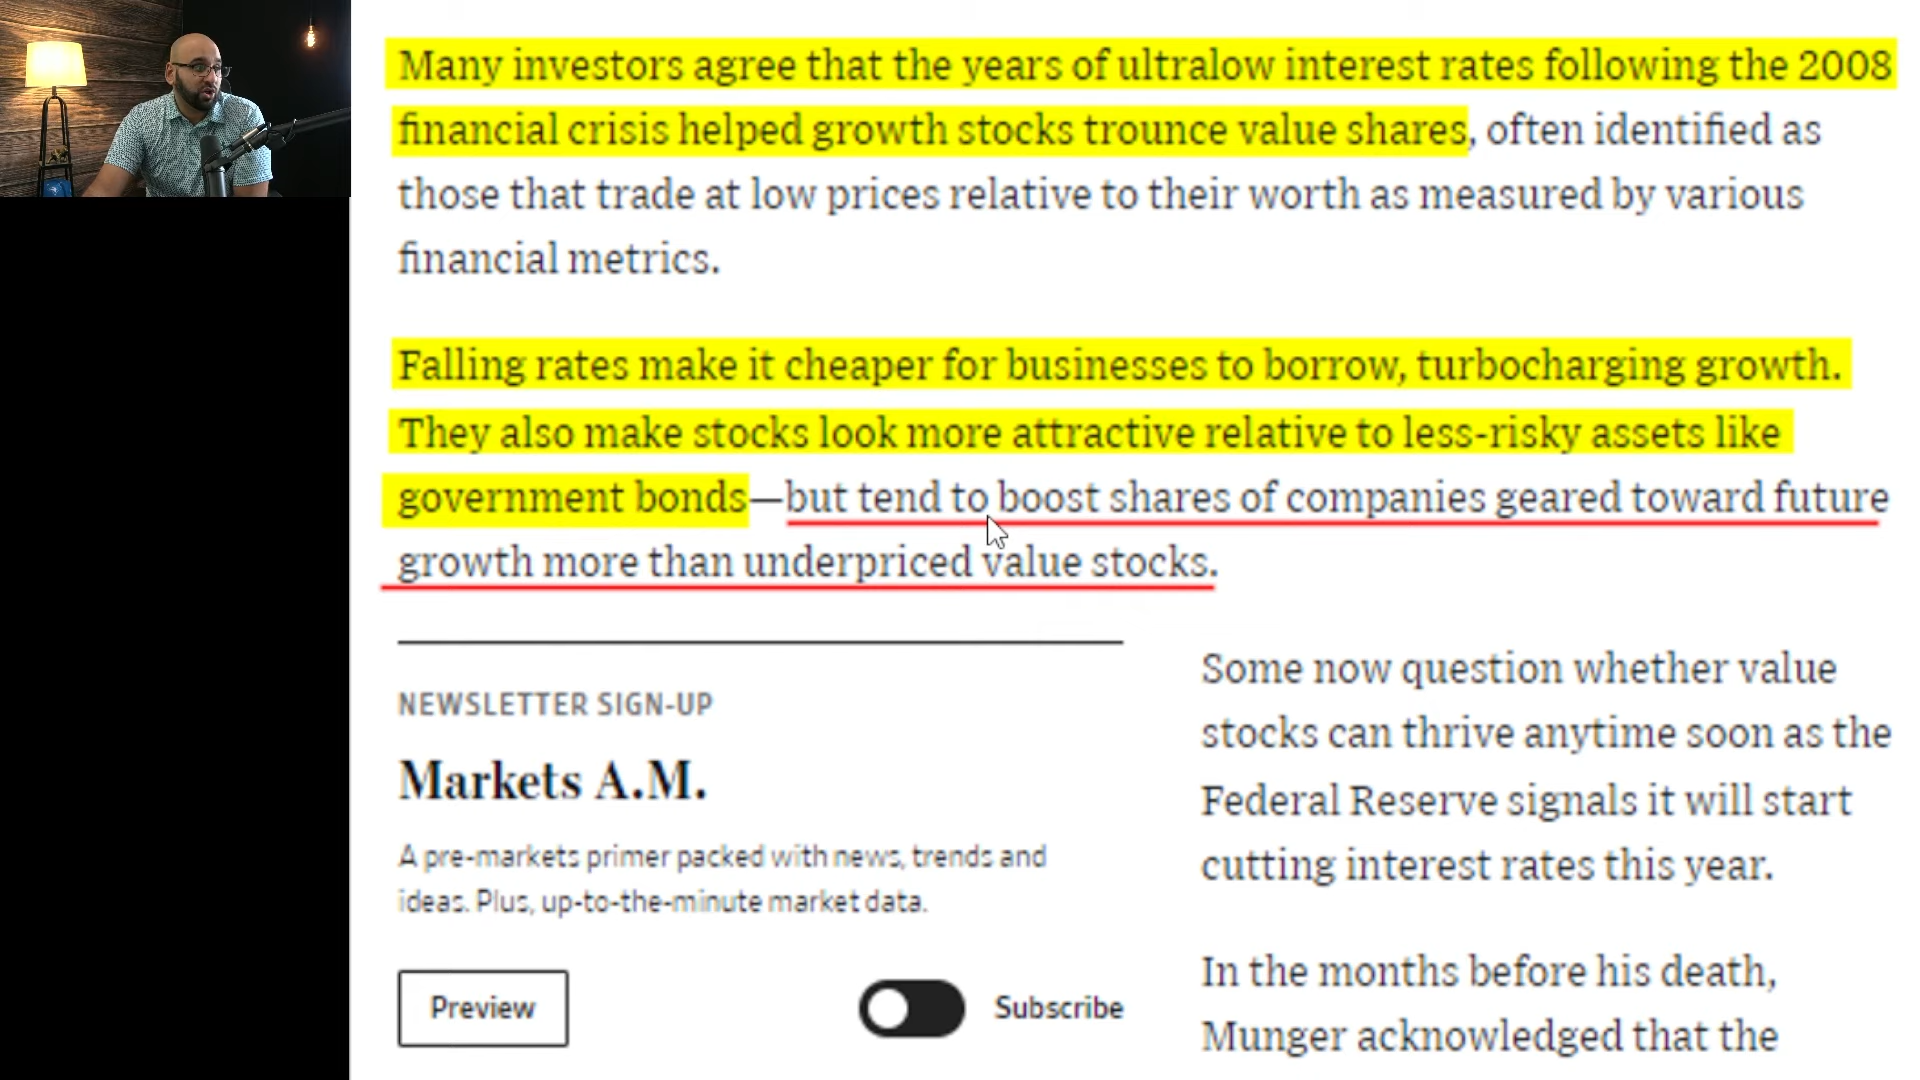 Many investors agree that the years of ultralow interest rates following the 2008
financial crisis helped growth stocks trounce value shares, often identified as
those that trade at low prices relative to their worth as measured by various
financial metrics.
Falling rates make it cheaper for businesses to borrow, turbocharging growth.
They also make stocks look more attractive relative to less-risky assets like
government bonds—but tend to boost shares of companies geared toward future
growth more than underpriced value stocks.
NEWSLETTER SIGN-UP
Markets A.M.
A pre-markets primer packed with news, trends and
ideas. Plus, up-to-the-minute market data.
Preview
Subscribe
Some now question whether value
stocks can thrive anytime soon as the
Federal Reserve signals it will start
cutting interest rates this year.
In the months before his death,
Munger acknowledged that the